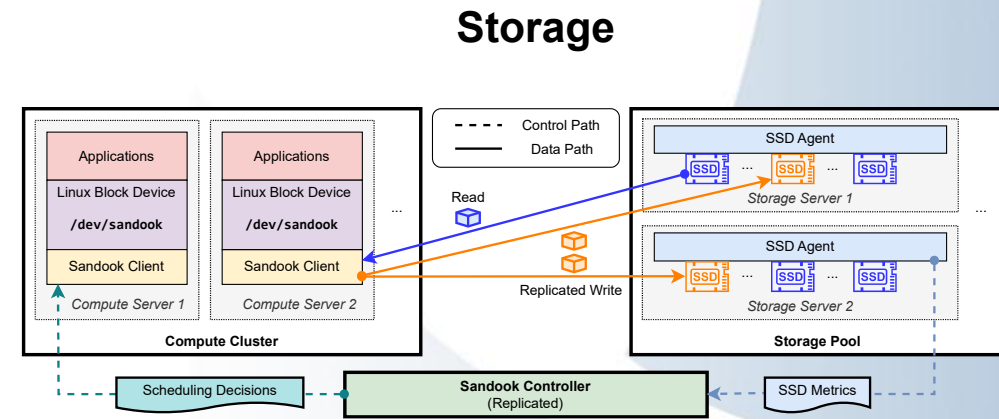 Storage
Control Path
Data Path
Applications
Linux Block Device
/dev/sandook
Sandook Client
Compute Server 1
Applications
Linux Block Device
/dev/sandook
Sandook Client
Compute Server 2
...
Compute Cluster
Read
Replicated Write
SSD Agent
SSD ... SSD ... SSD
Storage Server 1
...
SSD Agent
SSD ... SSD ... SSD
Storage Server 2
Storage Pool
Scheduling Decisions
Sandook Controller
(Replicated)
SSD Metrics